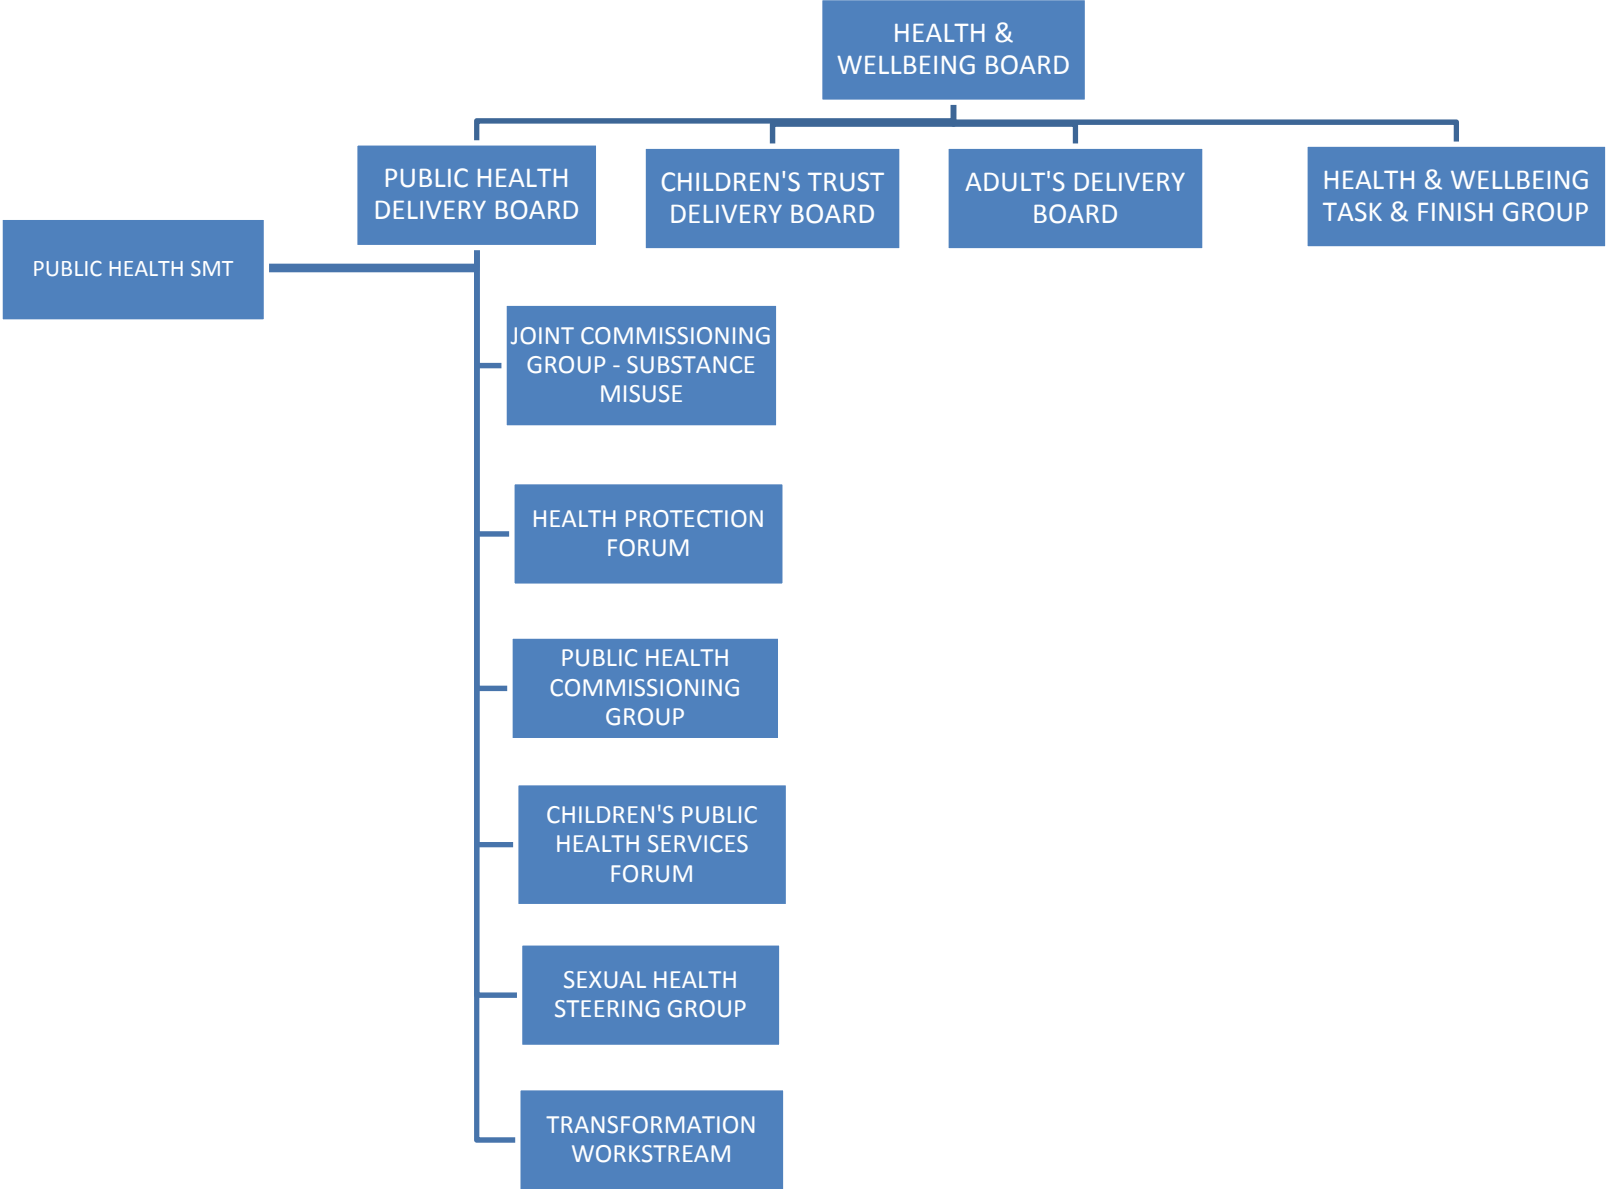 HEALTH &
WELLBEING BOARD
PUBLIC HEALTH
DELIVERY BOARD
CHILDREN'S TRUST
DELIVERY BOARD
ADULT'S DELIVERY
BOARD
HEALTH & WELLBEING
TASK & FINISH GROUP
PUBLIC HEALTH SMT
JOINT COMMISSIONING
GROUP - SUBSTANCE
MISUSE
HEALTH PROTECTION
FORUM
PUBLIC HEALTH
COMMISSIONING
GROUP
CHILDREN'S PUBLIC
HEALTH SERVICES
FORUM
SEXUAL HEALTH
STEERING GROUP
TRANSFORMATION
WORKSTREAM